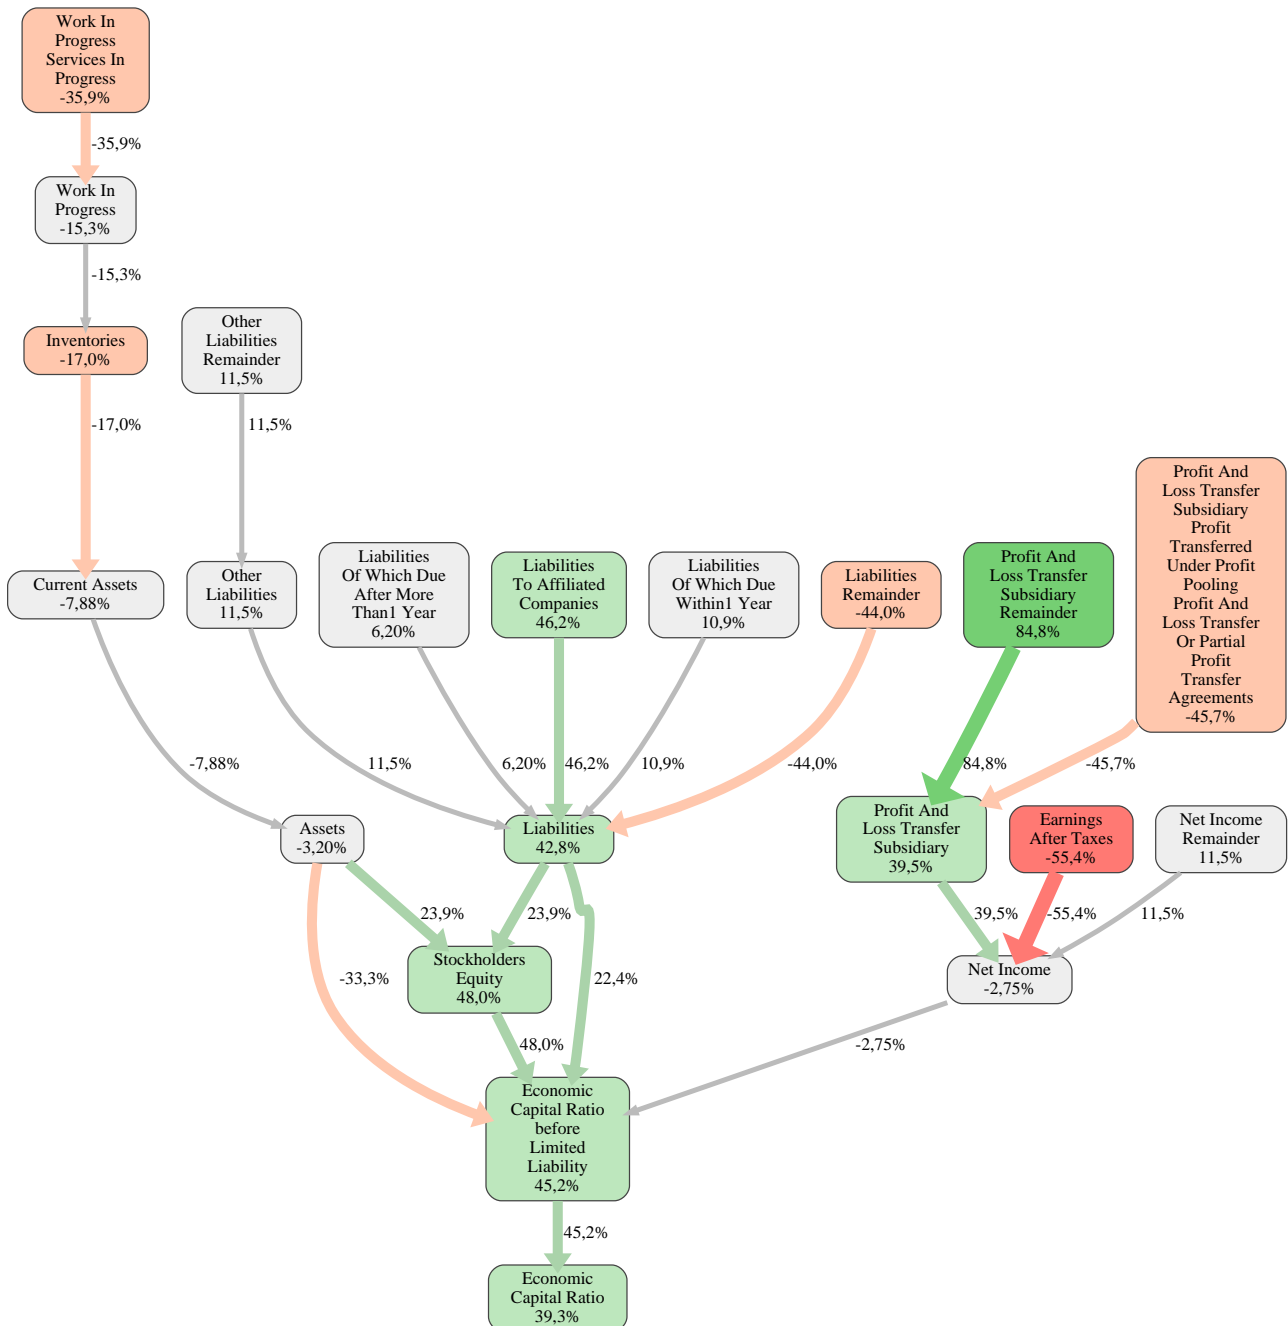 Work In
Progress
Services In
Progress
-35,9%
-35,9%
Work In
Progress
-15,3%
-15,3%
Inventories
-17,0%
Other
Liabilities
Remainder
11,5%
-17,0%
11,5%
Current Assets
-7,88%
Other
Liabilities
11,5%
Liabilities
Of Which Due
After More
Than1 Year
6,20%
Liabilities
To Affiliated
Companies
46,2%
Liabilities
Of Which Due
Within1 Year
10,9%
Liabilities
Remainder
-44,0%
Profit And
Loss Transfer
Subsidiary
Remainder
84,8%
Profit And
Loss Transfer
Subsidiary
Profit
Transferred
Under Profit
Pooling
Profit And
Loss Transfer
Or Partial
Profit
Transfer
Agreements
-45,7%
-7,88%
11,5%
6,20%
46,2%
10,9%
-44,0%
84,8%
-45,7%
Assets
-3,20%
Liabilities
42,8%
Profit And
Loss Transfer
Subsidiary
39,5%
Earnings
After Taxes
-55,4%
Net Income
Remainder
11,5%
23,9%
23,9%
39,5%
-55,4%
11,5%
-33,3%
Stockholders
Equity
48,0%
22,4%
Net Income
-2,75%
48,0%
-2,75%
Economic
Capital Ratio
before
Limited
Liability
45,2%
45,2%
Economic
Capital Ratio
39,3%